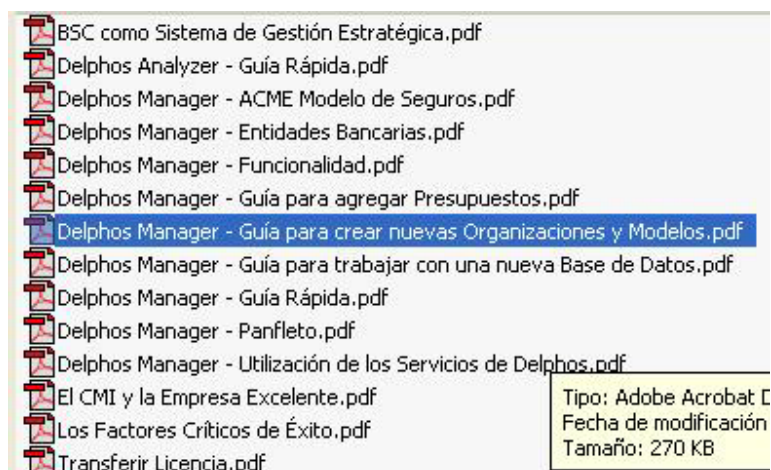 BSC como Sistema de Gestión Estratégica.pdf
Delphos Analyzer - Guía Rápida.pdf
Delphos Manager - ACME Modelo de Seguros.pdf
Delphos Manager - Entidades Bancarias.pdf
Delphos Manager - Funcionalidad.pdf
Delphos Manager - Guía para agregar Presupuestos.pdf
Delphos Manager - Guía para crear nuevas Organizaciones y Modelos.pdf
Delphos Manager - Guía para trabajar con una nueva Base de Datos.pdf
Delphos Manager - Guía Rápida.pdf
Delphos Manager - Panfleto.pdf
Delphos Manager - Utilización de los Servicios de Delphos.pdf
El CMI y la Empresa Excelente.pdf
Los Factores Críticos de Éxito.pdf
Transferir Licencia.pdf
Tipo: Adobe Acrobat D
Fecha de modificación
Tamaño: 270 KB